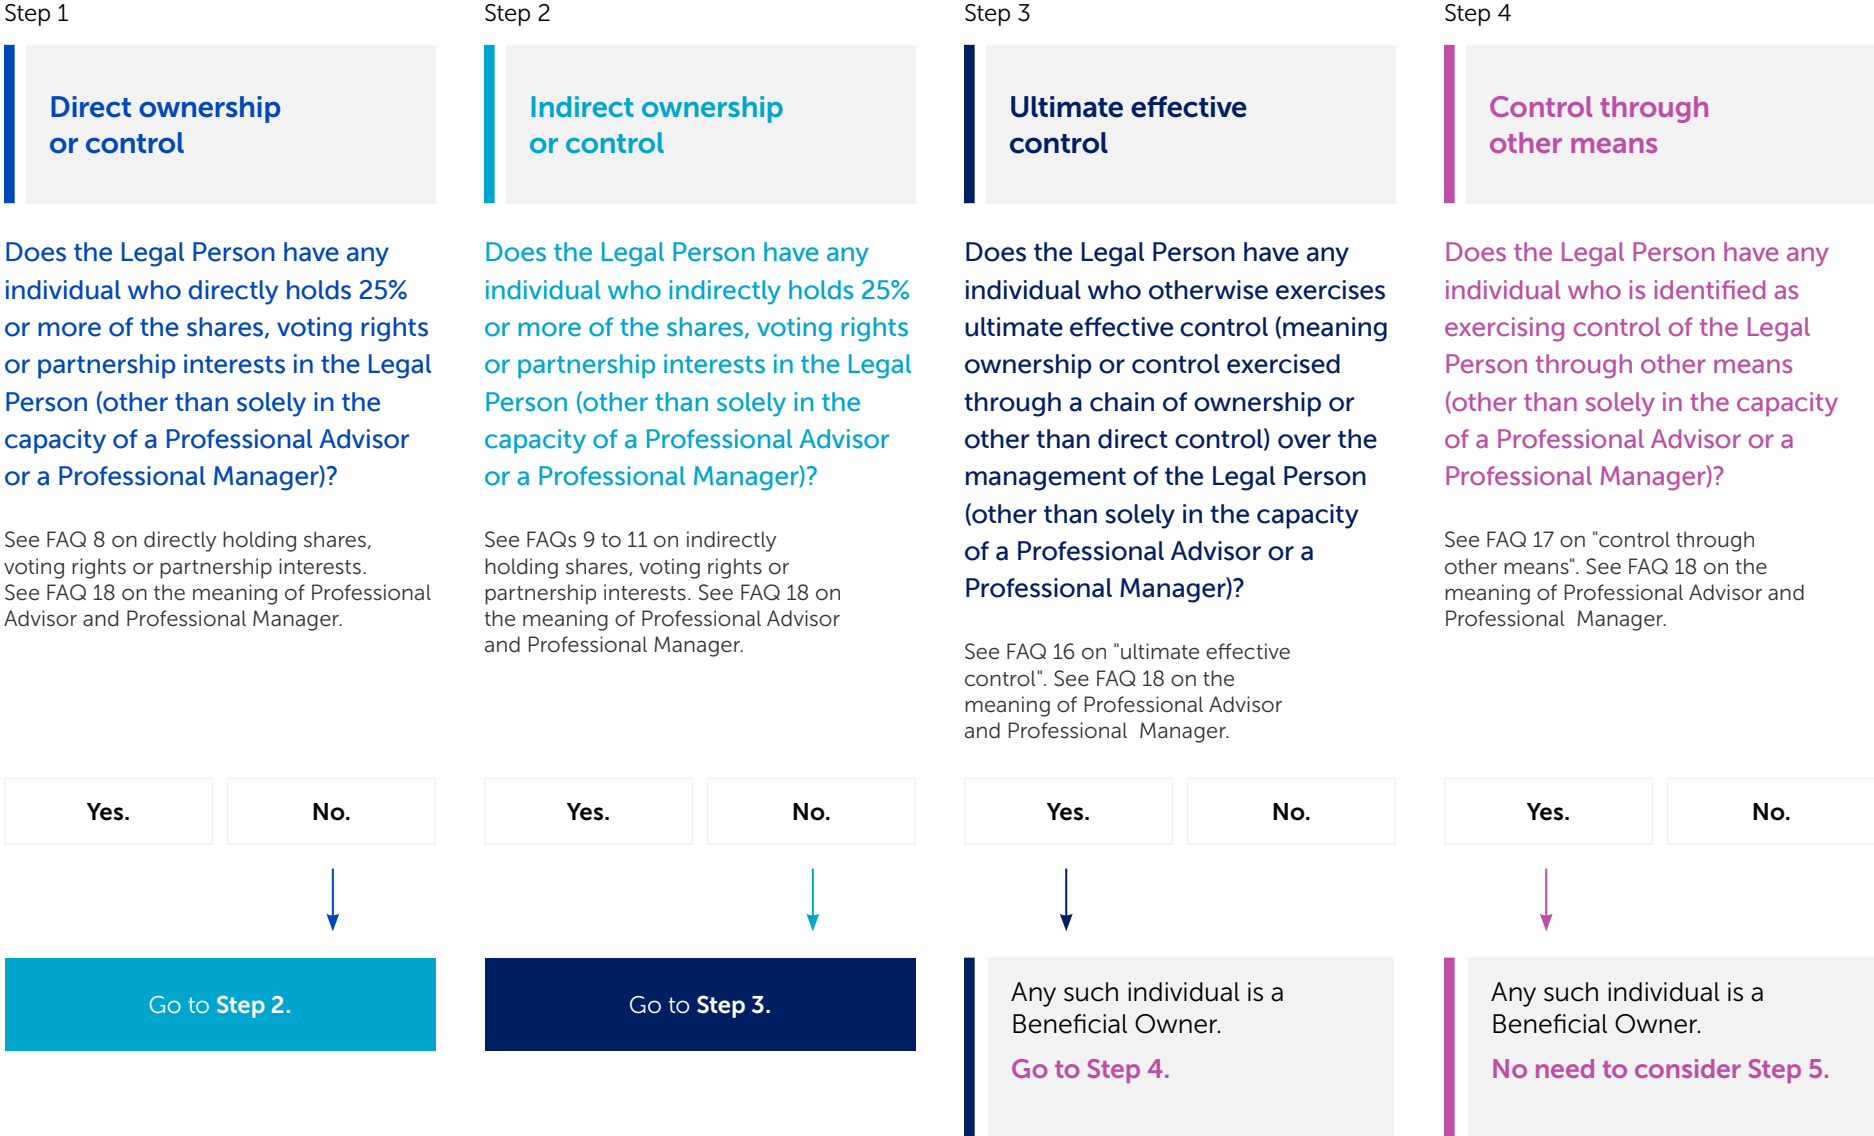 Step 1
Direct ownership
or control
Does the Legal Person have any
individual who directly holds 25%
or more of the shares, voting rights
or partnership interests in the Legal
Person (other than solely in the
capacity of a Professional Advisor
or a Professional Manager)?
See FAQ 8 on directly holding shares,
voting rights or partnership interests.
See FAQ 18 on the meaning of Professional
Advisor and Professional Manager.
Yes.
No.
Go to Step 2.
Step 2
Indirect ownership
or control
Does the Legal Person have any
individual who indirectly holds 25%
or more of the shares, voting rights
or partnership interests in the Legal
Person (other than solely in the
capacity of a Professional Advisor
or a Professional Manager)?
See FAQs 9 to 11 on indirectly
holding shares, voting rights or
partnership interests. See FAQ 18 on
the meaning of Professional Advisor
and Professional Manager.
Yes.
No.
Go to Step 3.
Step 3
Ultimate effective
control
Does the Legal Person have any
individual who otherwise exercises
ultimate effective control (meaning
ownership or control exercised
through a chain of ownership or
other than direct control) over the
management of the Legal Person
(other than solely in the capacity
of a Professional Advisor or a
Professional Manager)?
See FAQ 16 on "ultimate effective
control". See FAQ 18 on the
meaning of Professional Advisor
and Professional Manager.
Yes.
No.
Any such individual is a
Beneficial Owner.
Go to Step 4.
Step 4
Control through
other means
Does the Legal Person have any
individual who is identified as
exercising control of the Legal
Person through other means
(other than solely in the capacity
of a Professional Advisor or a
Professional Manager)?
See FAQ 17 on "control through
other means". See FAQ 18 on the
meaning of Professional Advisor and
Professional Manager.
Yes.
No.
Any such individual is a
Beneficial Owner.
No need to consider Step 5.